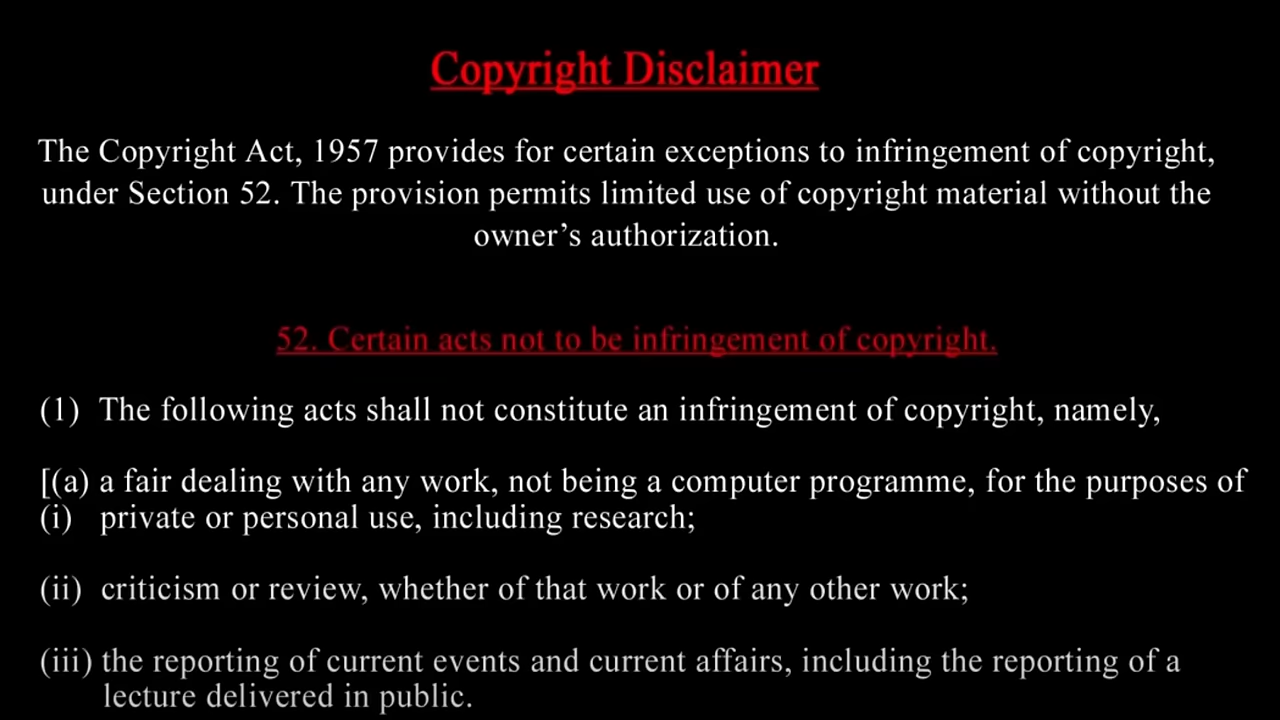 Copyright Disclaimer
The Copyright Act, 1957 provides for certain exceptions to infringement of copyright,
under Section 52. The provision permits limited use of copyright material without the
owner’s authorization.
52. Certain acts not to be infringement of copyright.
(1) The following acts shall not constitute an infringement of copyright, namely,
[(a) a fair dealing with any work, not being a computer programme, for the purposes of
(i) private or personal use, including research;
(ii) criticism or review, whether of that work or of any other work;
(iii) the reporting of current events and current affairs, including the reporting of a
lecture delivered in public.